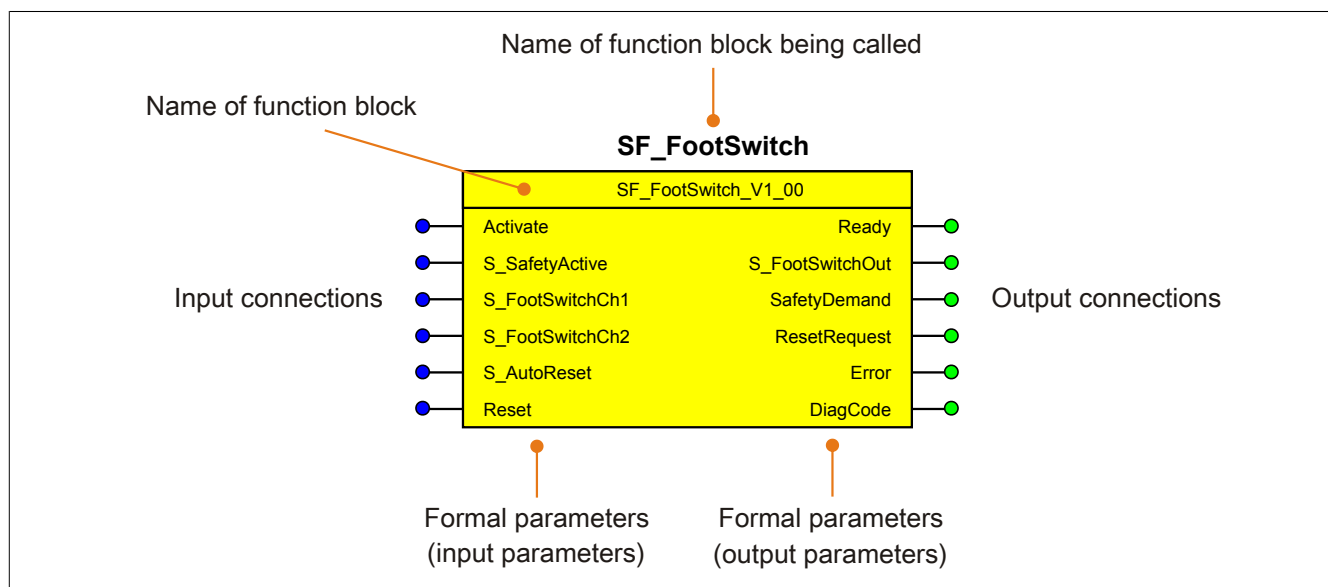 Name of function block being called
Name of function block
SF_FootSwitch
SF_FootSwitch_V1_00
Activate Ready
S_SafetyActive S_FootSwitchOut
Input connections S_FootSwitchCh1 SafetyDemand Output connections
S_FootSwitchCh2 ResetRequest
S_AutoReset Error
Reset DiagCode
Formal parameters Formal parameters
(input parameters) (output parameters)